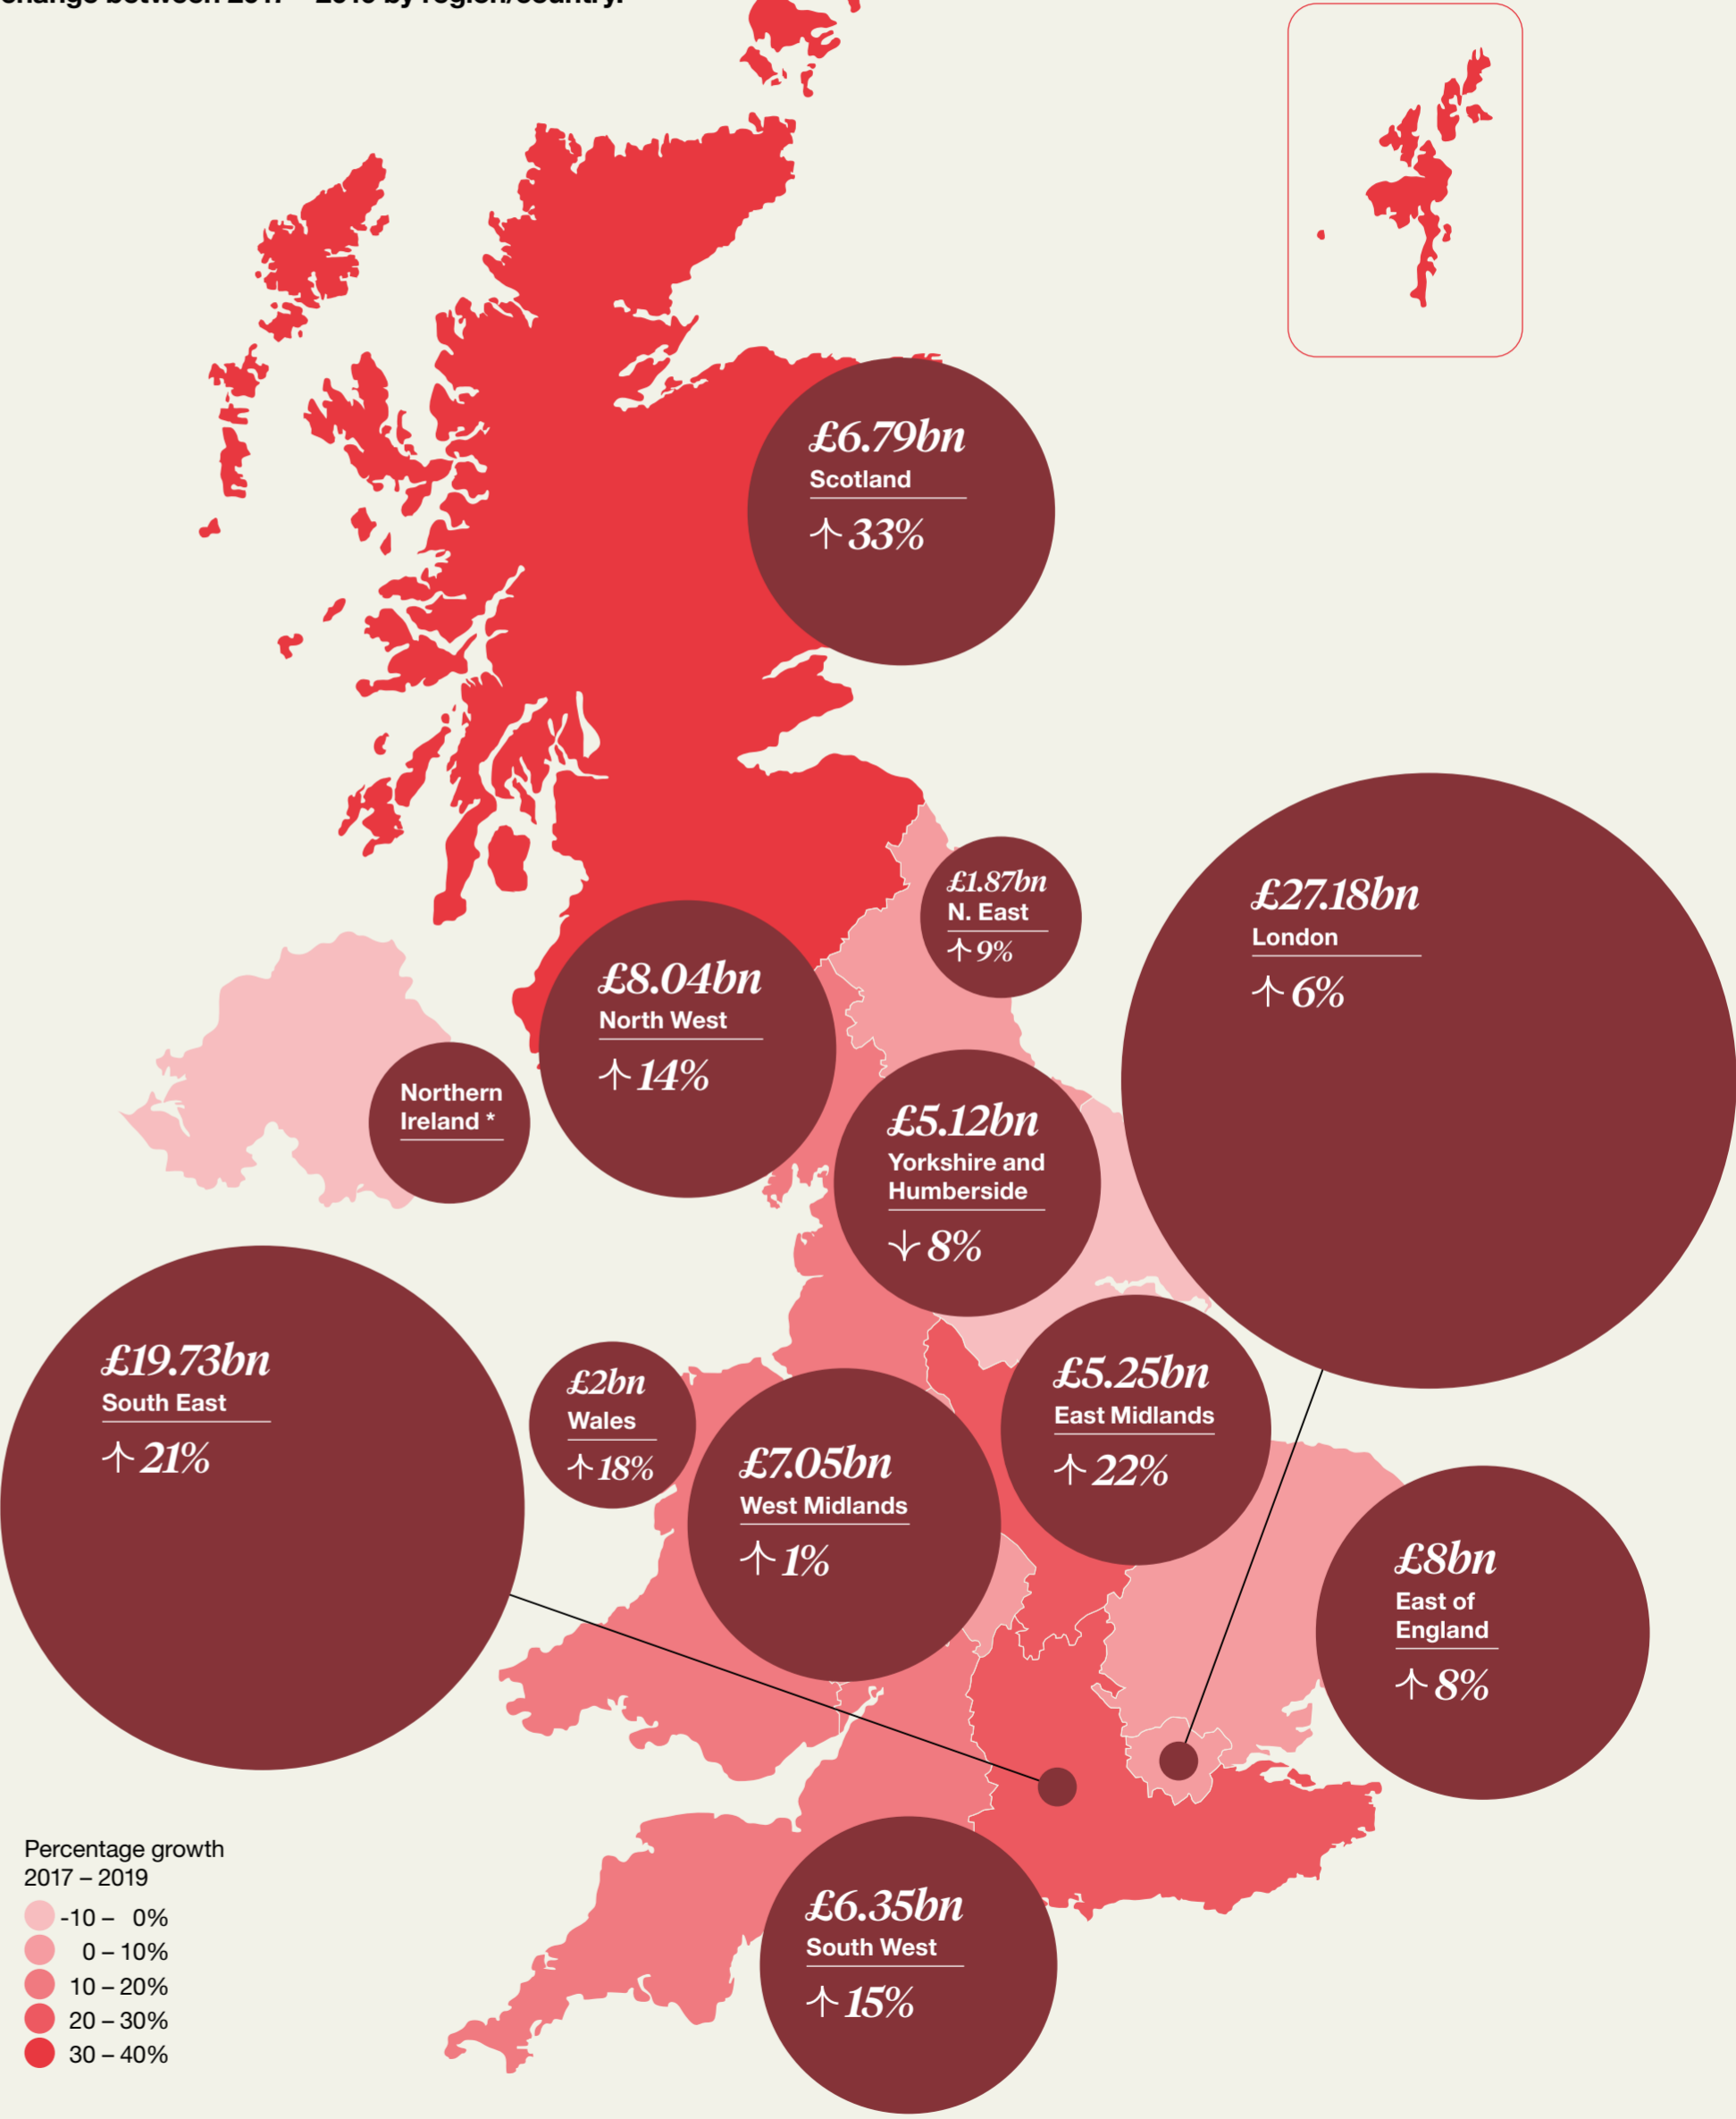 £6.79bn
Scotland
33%
£1.87bn
N. East
9%
£27.18bn
London
6%
£8.04bn
North West
14%
Northern
Ireland *
£5.12bn
Yorkshire and
Humberside
8%
£19.73bn
South East
21%
£2bn
Wales
18%
£7.05bn
West Midlands
1%
£5.25bn
East Midlands
22%
£8bn
East of
England
8%
£6.35bn
South West
15%
Percentage growth
2017 – 2019
-10 – 0%
0 – 10%
10 – 20%
20 – 30%
30 – 40%